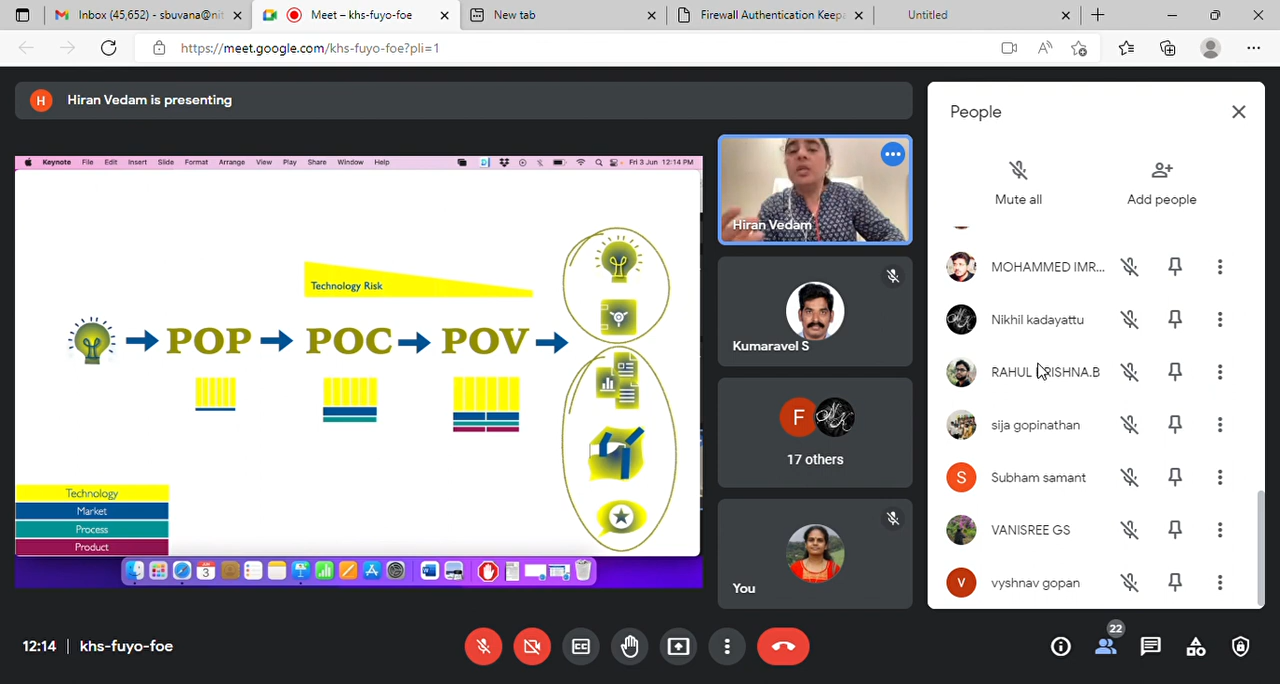 Inbox (45,652) - sbuvana@nit
Meet – khs-fuyo-foe
New tab
Firewall Authentication Keepa
Untitled
https://meet.google.com/khs-fuyo-foe?pli=1
H
Hiran Vedam is presenting
Keynote File Edit Insert Slide Format Arrange View Play Share Window Help
Fri 3 Jun 12:14 PM
Technology Risk
POP
POC
POV
Technology
Market
Process
Product
JUN
3
Hiran Vedam
Kumaravel S
F
17 others
You
People
Mute all
Add people
MOHAMMED IMR...
Nikhil kadayattu
RAHUL KRISHNA.B
sija gopinathan
S
Subham samant
VANISREE GS
V
vyshnav gopan
12:14 | khs-fuyo-foe
22